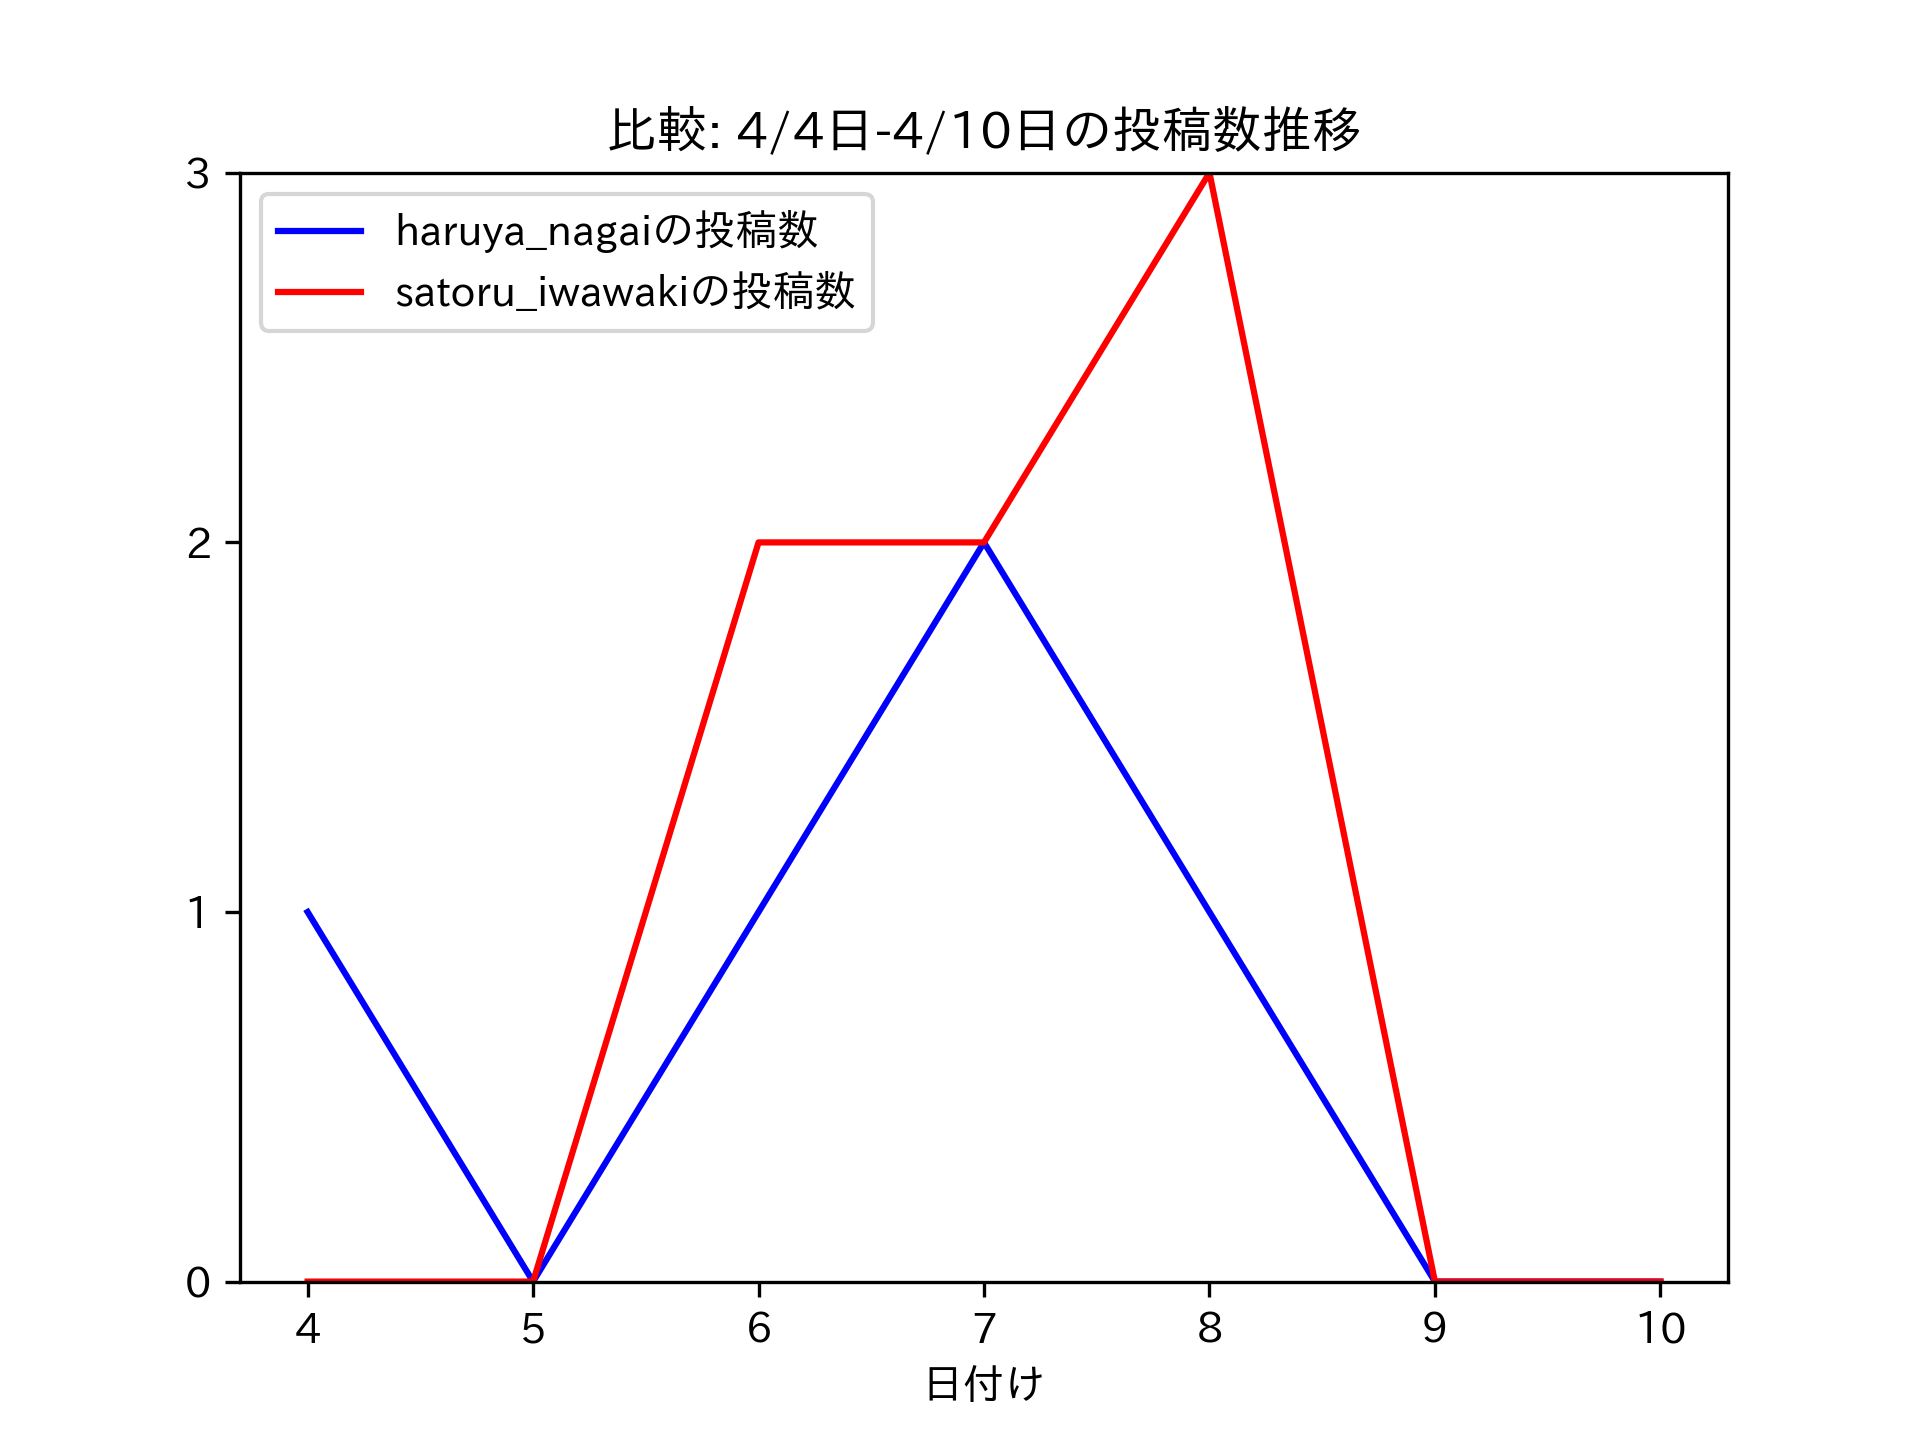 比較: 4/4日-4/10日の投稿数推移
3
haruya_nagaiの投稿数
satoru_iwawakiの投稿数
2
1
0
4 5 6 7 8 9 10
日付け